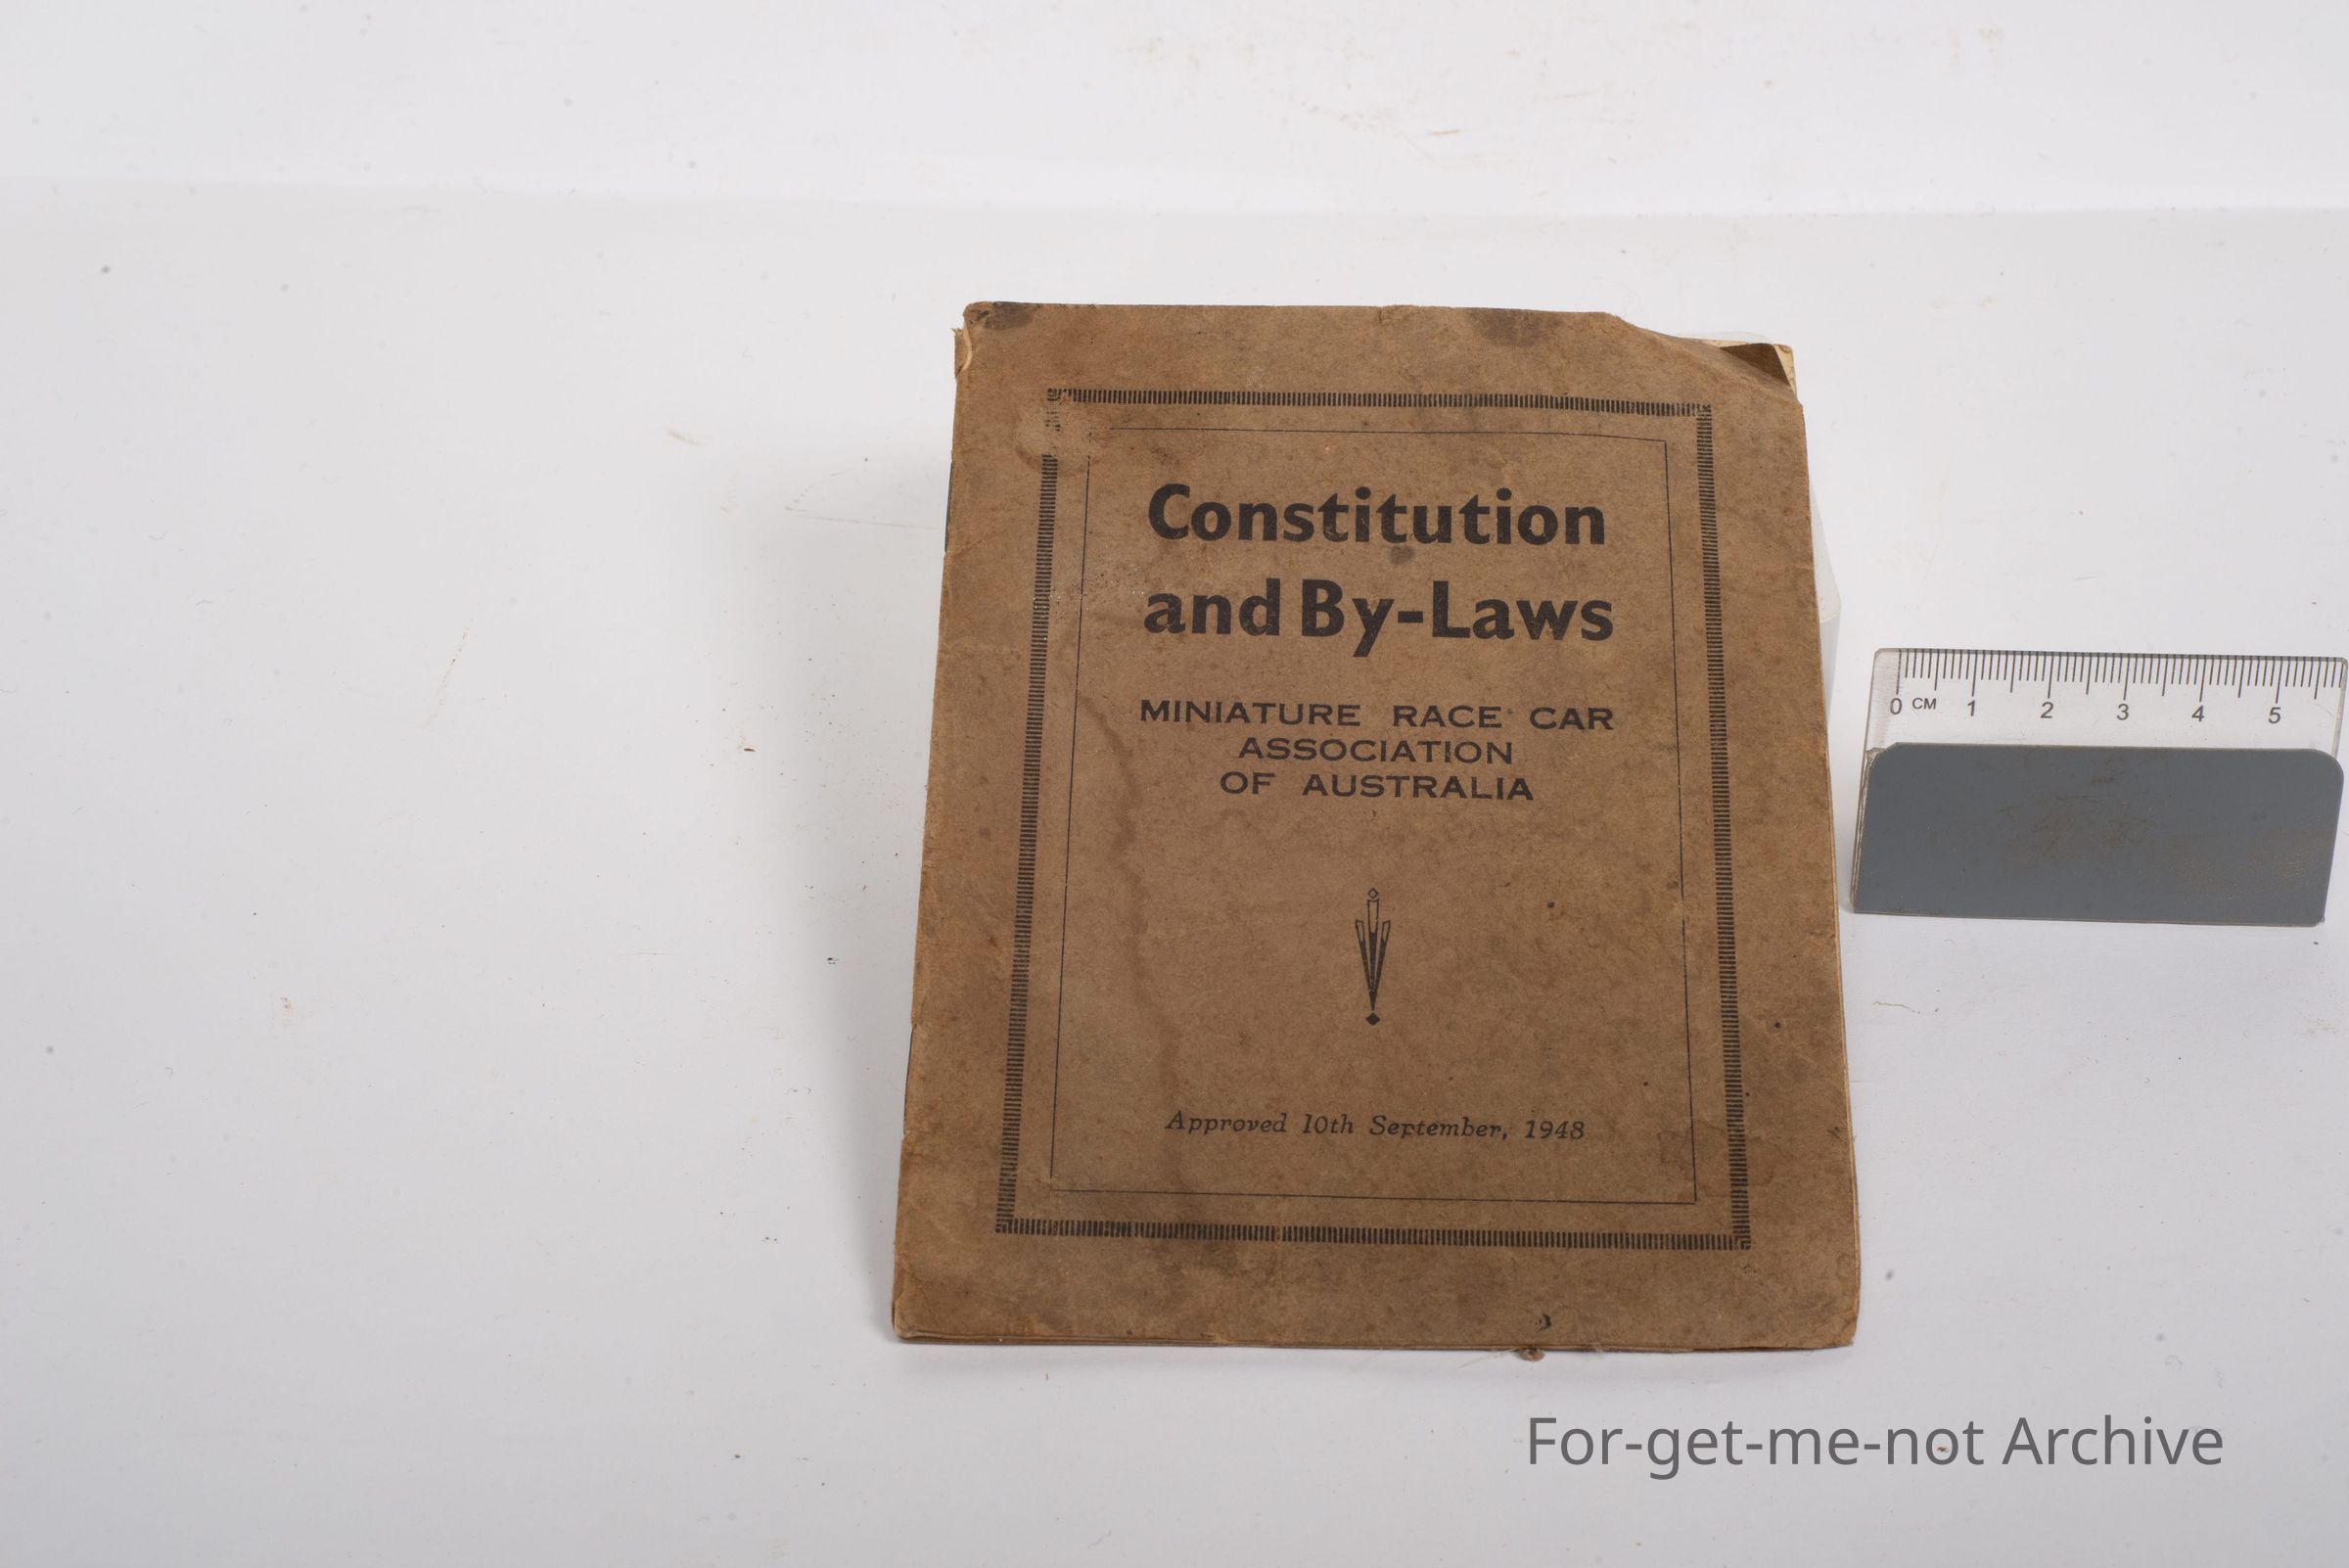 Constitution
and By-Laws
MINIATURE RACE CAR
ASSOCIATION
OF AUSTRALIA
Approved 10th September, 1948
0 CM 1 2 3 4 5
For-get-me-not Archive